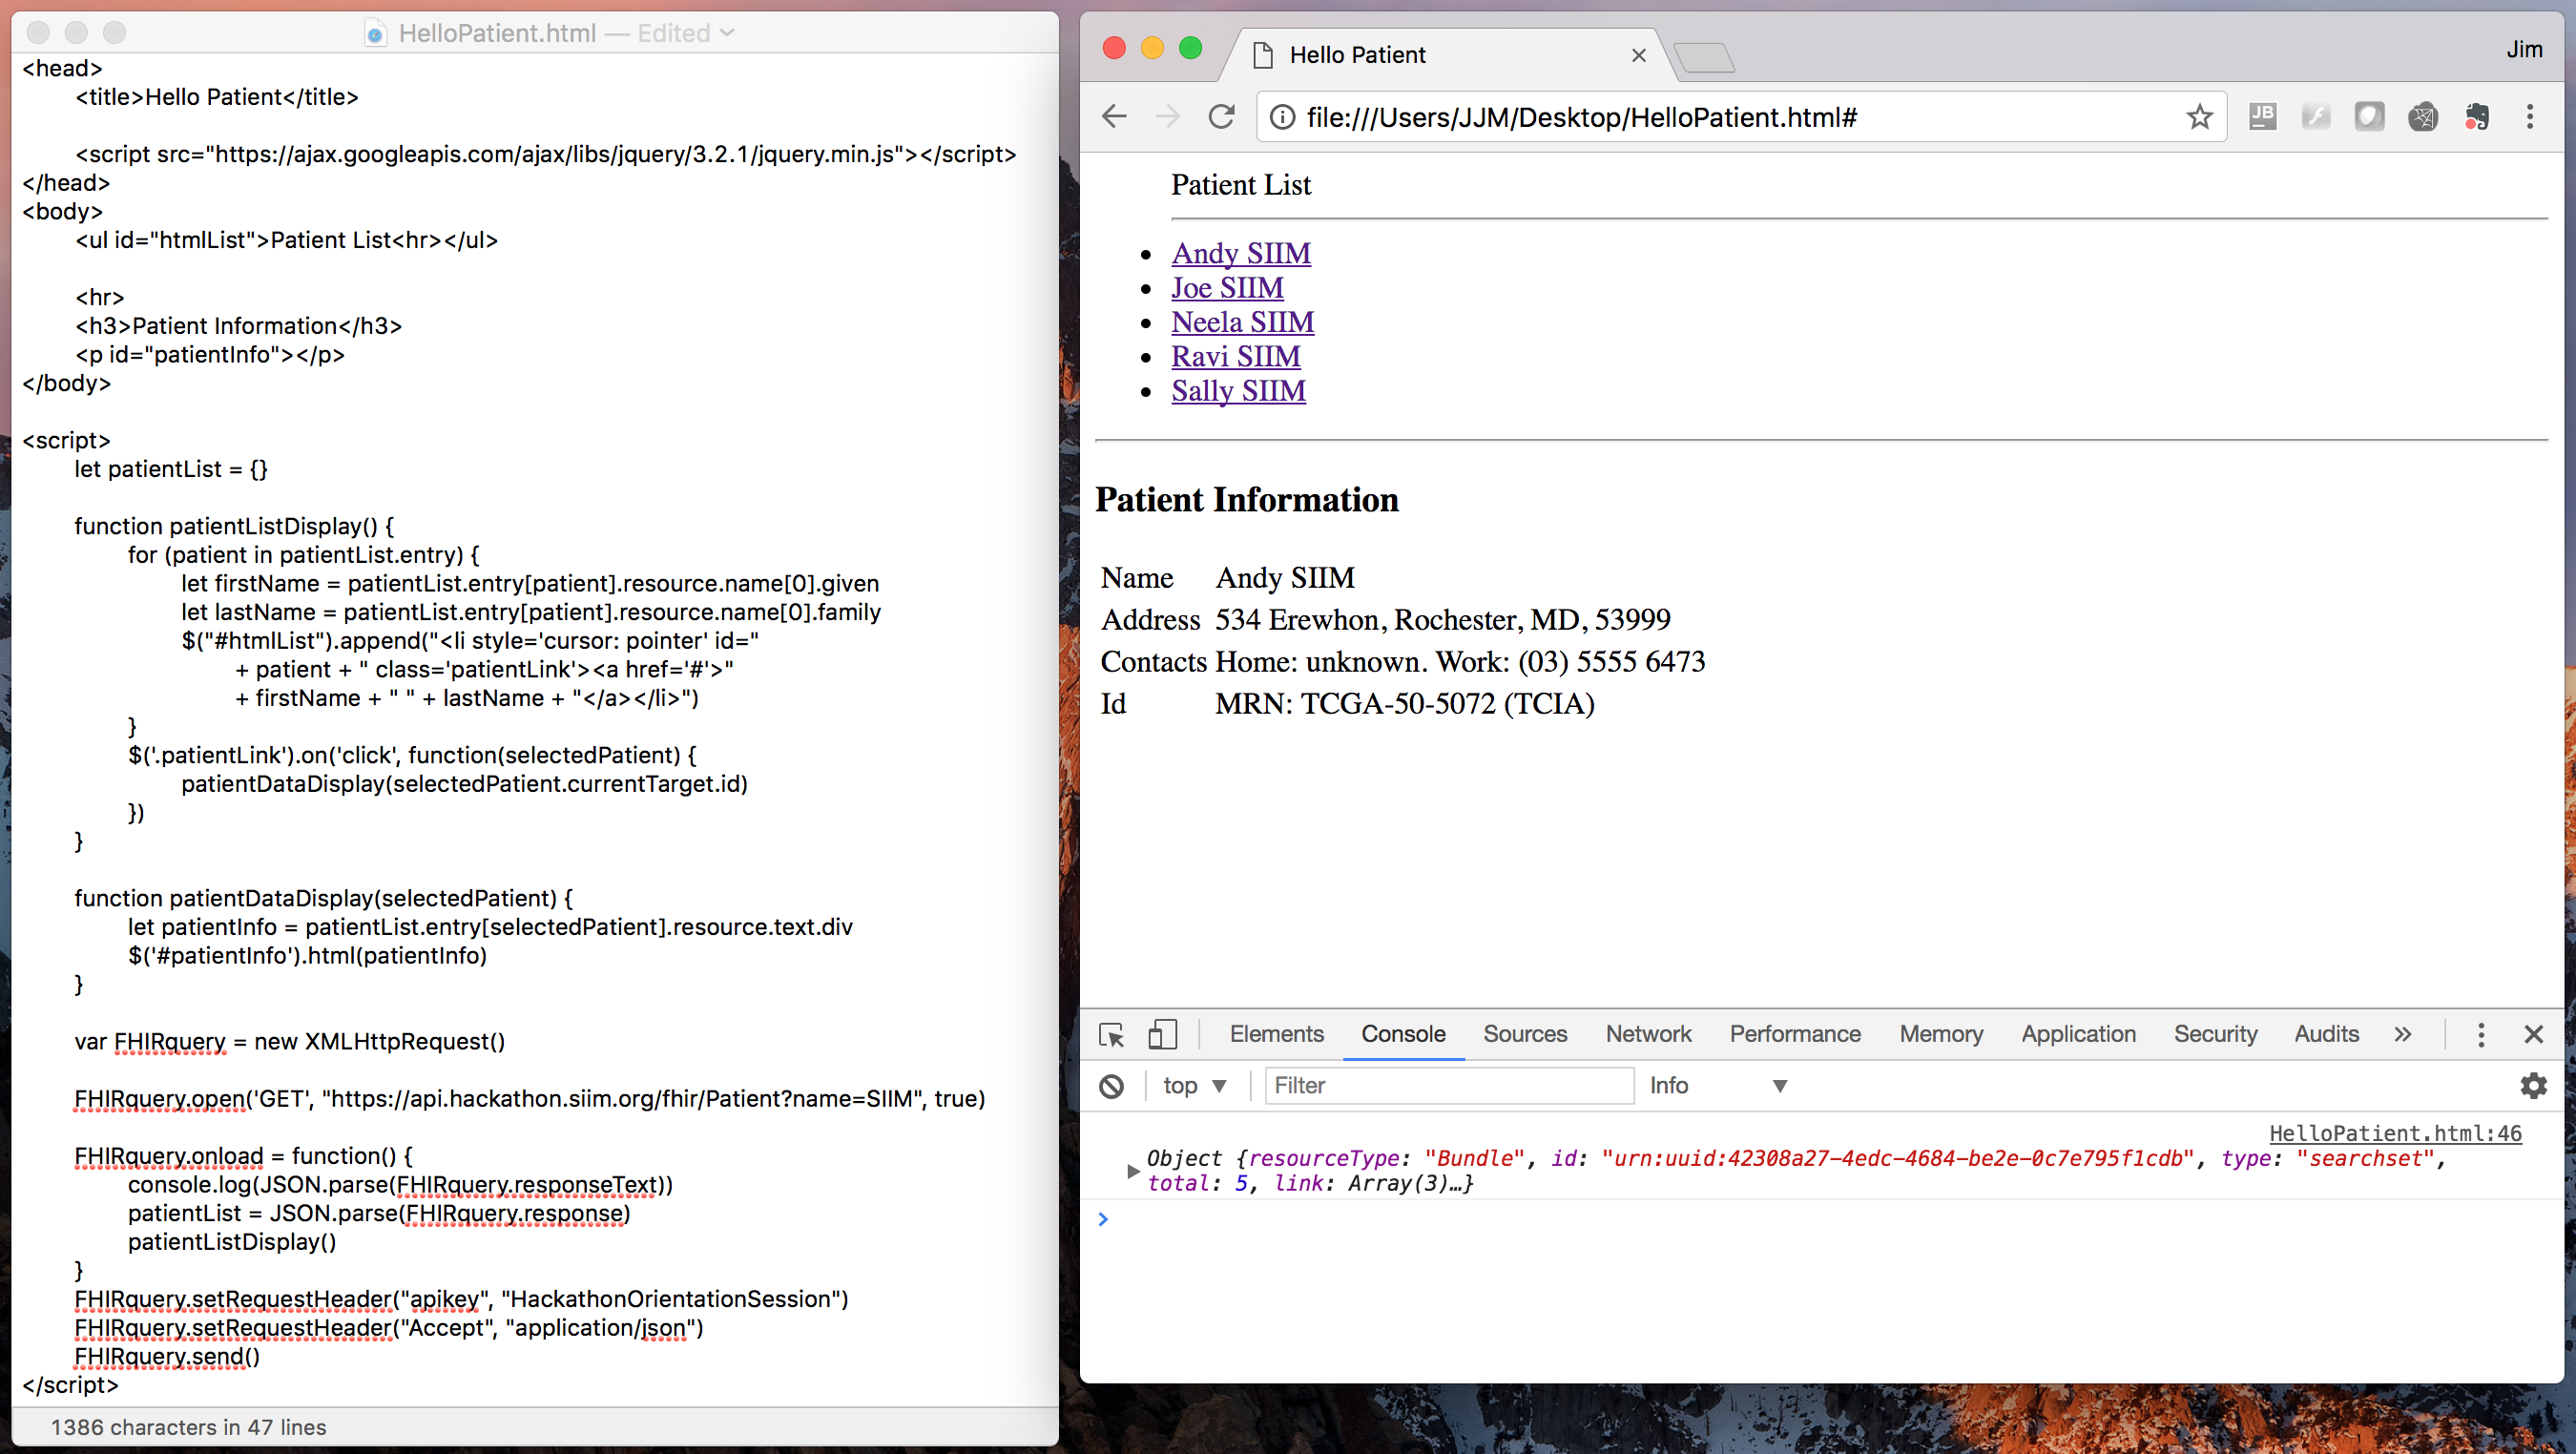 HelloPatient.html — Edited
<head>
<title>Hello Patient</title>
<script src="https://ajax.googleapis.com/ajax/libs/jquery/3.2.1/jquery.min.js"></script>
</head>
<body>
<ul id="htmlList">Patient List<hr></ul>
<hr>
<h3>Patient Information</h3>
<p id="patientInfo"></p>
</body>
<script>
let patientList = {}
function patientListDisplay() {
for (patient in patientList.entry) {
let firstName = patientList.entry[patient].resource.name[0].given
let lastName = patientList.entry[patient].resource.name[0].family
$("#htmlList").append("<li style='cursor: pointer' id="
+ patient + " class='patientLink'><a href='#'>"
+ firstName + " " + lastName + "</a></li>")
}
$('.patientLink').on('click', function(selectedPatient) {
patientDataDisplay(selectedPatient.currentTarget.id)
})
}
function patientDataDisplay(selectedPatient) {
let patientInfo = patientList.entry[selectedPatient].resource.text.div
$('#patientInfo').html(patientInfo)
}
var FHIRquery = new XMLHttpRequest()
FHIRquery.open('GET', "https://api.hackathon.siim.org/fhir/Patient?name=SIIM", true)
FHIRquery.onload = function() {
console.log(JSON.parse(FHIRquery.responseText))
patientList = JSON.parse(FHIRquery.response)
patientListDisplay()
}
FHIRquery.setRequestHeader("apikey", "HackathonOrientationSession")
FHIRquery.setRequestHeader("Accept", "application/json")
FHIRquery.send()
</script>
1386 characters in 47 lines
Hello Patient
Jim
file:///Users/JJM/Desktop/HelloPatient.html#
JB
Patient List
Andy SIIM
Joe SIIM
Neela SIIM
Ravi SIIM
Sally SIIM
Patient Information
Name Andy SIIM
Address 534 Erewhon, Rochester, MD, 53999
Contacts Home: unknown. Work: (03) 5555 6473
Id MRN: TCGA-50-5072 (TCIA)
Elements Console Sources Network Performance Memory Application Security Audits
top Filter Info
HelloPatient.html:46
Object {resourceType: "Bundle", id: "urn:uuid:42308a27-4edc-4684-be2e-0c7e795f1cdb", type: "searchset",
total: 5, link: Array(3)…}